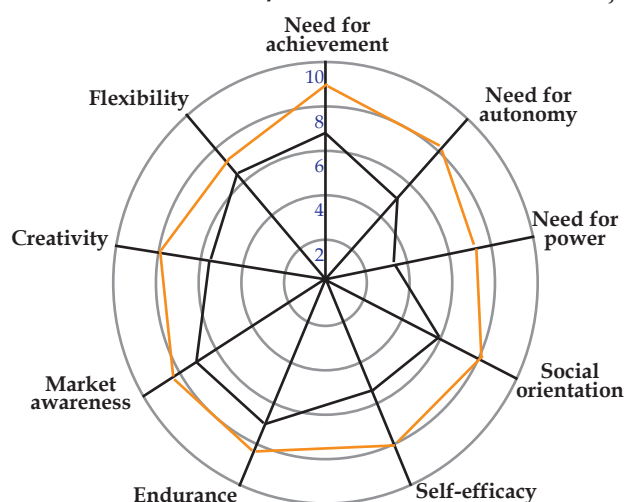 Need for
achievement
Need for
autonomy
Need for
power
Social
orientation
Self-efficacy
Endurance
Market
awareness
Creativity
Flexibility
10
8
6
4
2